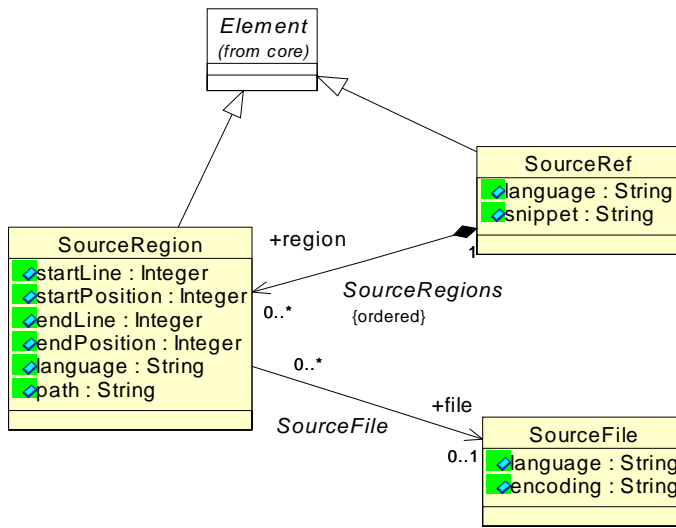 Element
(from core)
SourceRef
language : String
snippet : String
SourceRegion
startLine : Integer
startPosition : Integer
endLine : Integer
endPosition : Integer
language : String
path : String
+region
1
SourceRegions
0..*
{ordered}
0..*
+file
SourceFile
0..1
SourceFile
language : String
encoding : String